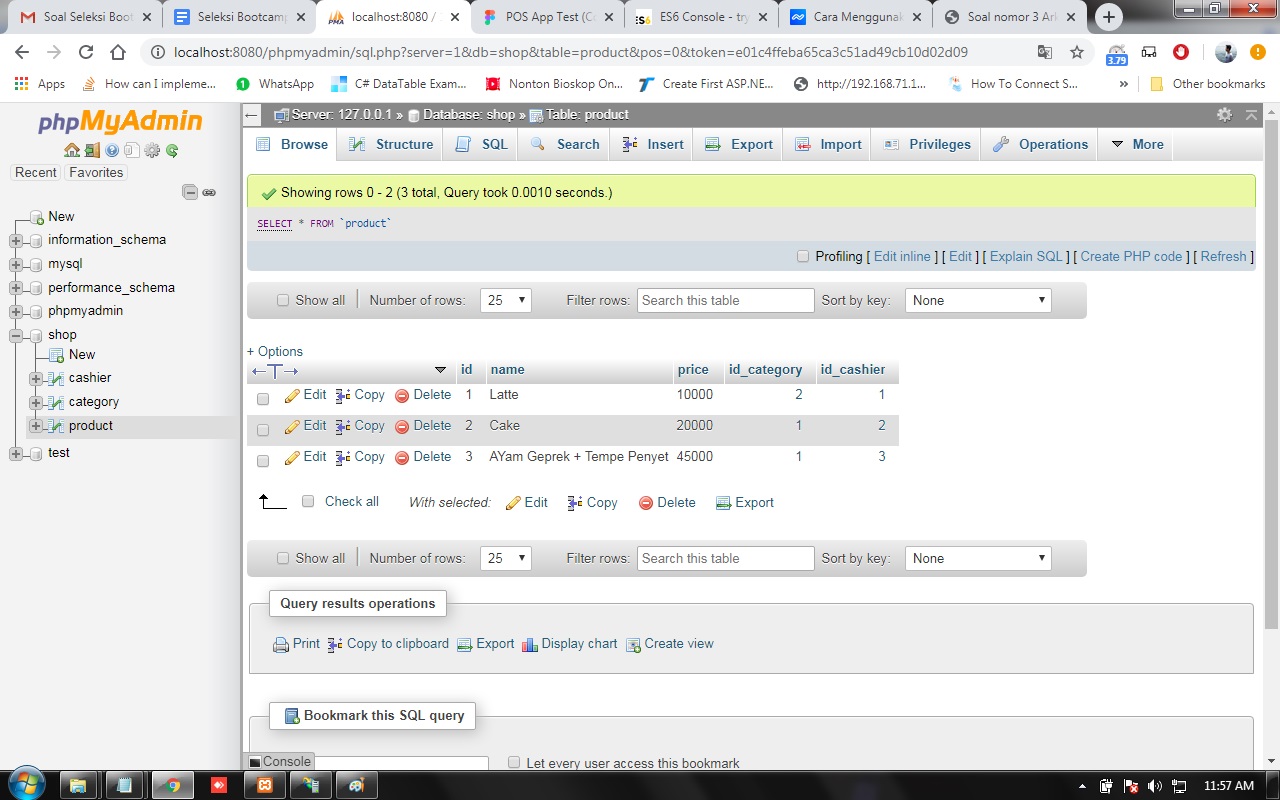 Soal Seleksi Boot
Seleksi Bootcamp
localhost:8080 /
POS AppTest (Co
ES6 Console - try
Cara Menggunak
Soal nomor 3 Ark
localhost:8080/phpmyadmin/sql.php?server=1&db=shop&table=product&pos=0&token=e01c4ffeba65ca3c51ad49cb10d02d09
3.79
Apps How can i impleme... WhatsApp C# DataTable Exam... Nonton Bioskop On... Create First ASP.NE... http://192.168.71.1... How To Connect S... » Other bookmarks
phpMyAdmin
Recent Favorites
New
information_schema
mysql
performance_schema
phpmyadmin
shop
New
cashier
category
product
test
Server: 127.0.0.1 » Database: shop » Table: product
Browse Structure SQL Search Insert Export Import Privileges Operations More
Showing rows 0 - 2 (3 total, Query took 0.0010 seconds.)
SELECT * FROM `product`
Profiling [ Edit inline ] [ Edit ] [ Explain SQL ] [ Create PHP code ] [ Refresh ]
Show all Number of rows: 25 Filter rows: Search this table Sort by key: None
+ Options
id name price id_category id_cashier
Edit Copy Delete 1 Latte 10000 2 1
Edit Copy Delete 2 Cake 20000 1 2
Edit Copy Delete 3 AYam Geprek + Tempe Penyet 45000 1 3
Check all With selected: Edit Copy Delete Export
Show all Number of rows: 25 Filter rows: Search this table Sort by key: None
Query results operations
Print Copy to clipboard Export Display chart Create view
Bookmark this SQL query
Console
Let every user access this bookmark
11:57 AM